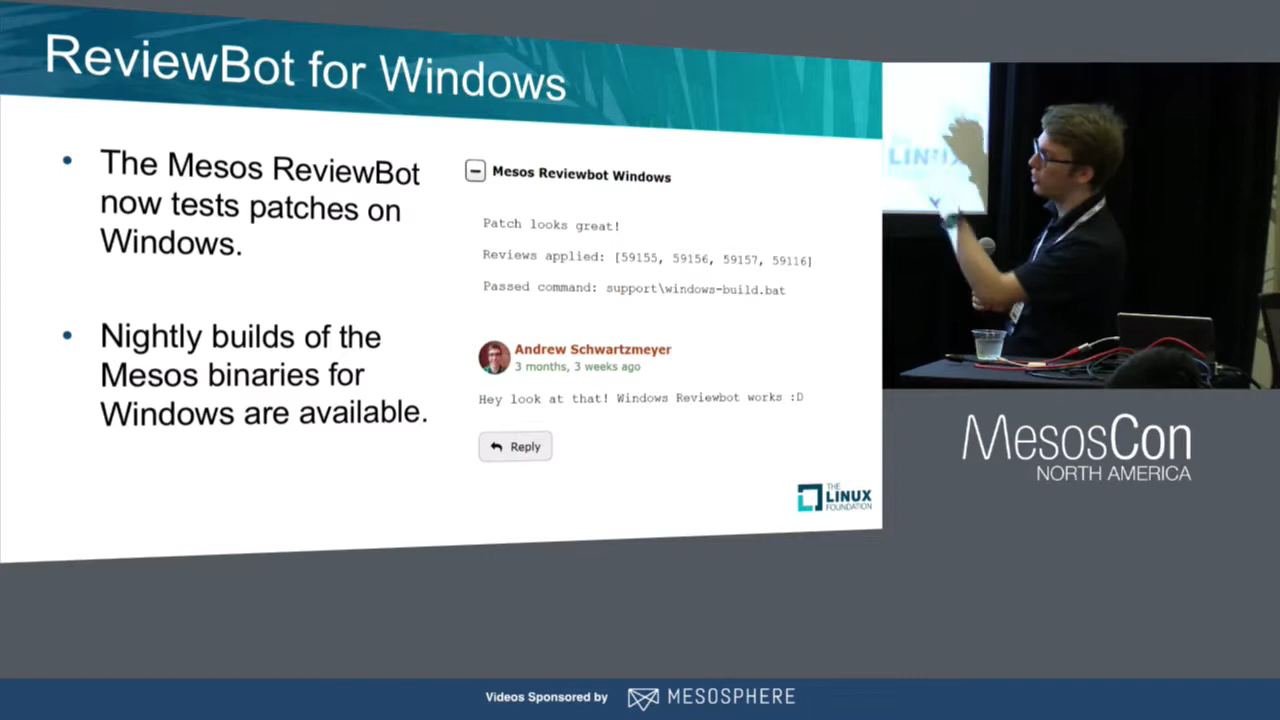 ReviewBot for Windows
• The Mesos ReviewBot
now tests patches on
Windows.
• Nightly builds of the
Mesos binaries for
Windows are available.
Mesos Reviewbot Windows
Patch looks great!
Reviews applied: [59155, 59156, 59157, 59116]
Passed command: support\windows-build.bat
Andrew Schwartzmeyer
3 months, 3 weeks ago
Hey look at that! Windows Reviewbot works :D
Reply
THE
LINUX
FOUNDATION
LINUX
MesosCon
NORTH AMERICA
Videos Sponsored by
MESOSPHERE